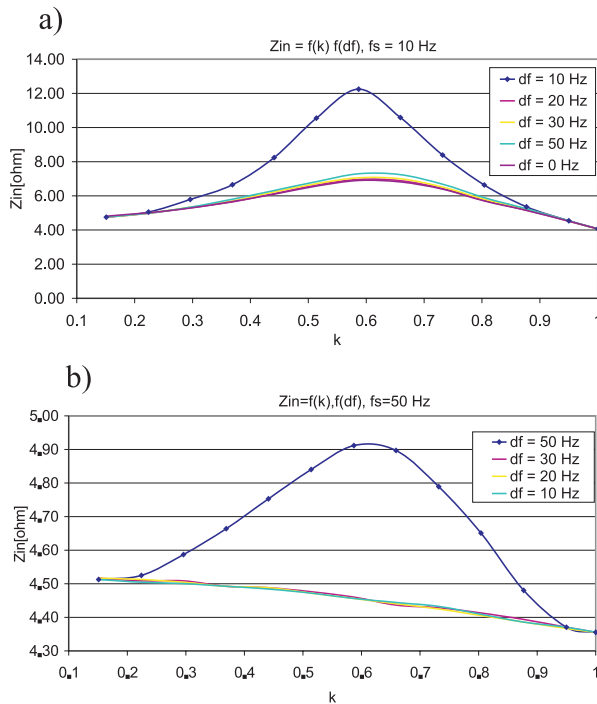 a)
Zin = f(k) f(df), fs = 10 Hz
14.00
12.00
10.00
8.00
6.00
4.00
2.00
0.00
Zin[ohm]
df = 10 Hz
df = 20 Hz
df = 30 Hz
df = 50 Hz
df = 0 Hz
0.1 0.2 0.3 0.4 0.5 0.6 0.7 0.8 0.9 1
k
b)
Zin=f(k),f(df), fs=50 Hz
5.00
4.90
4.80
4.70
4.60
4.50
4.40
4.30
Zin[ohm]
df = 50 Hz
df = 30 Hz
df = 20 Hz
df = 10 Hz
0.1 0.2 0.3 0.4 0.5 0.6 0.7 0.8 0.9 1
k